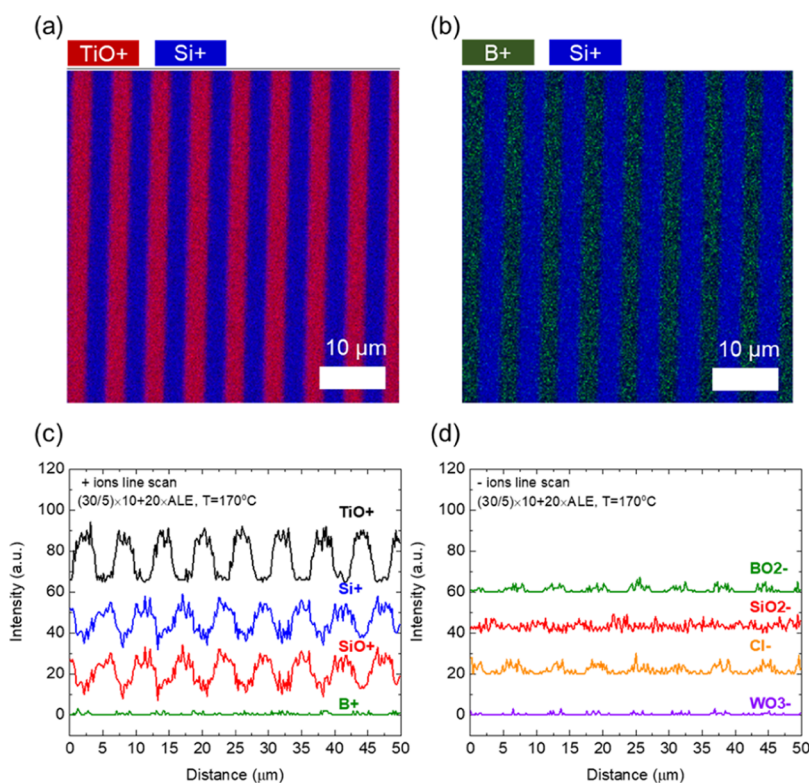 (a)
TiO+ Si+
10 µm
(b)
B+ Si+
10 µm
(c)
120
100
80
60
40
20
0
Intensity (a.u.)
+ ions line scan
(30/5)×10+20×ALE, T=170°C
TiO+
Si+
SiO+
B+
0 5 10 15 20 25 30 35 40 45 50
Distance (µm)
(d)
120
100
80
60
40
20
0
Intensity (a.u.)
- ions line scan
(30/5)×10+20×ALE, T=170°C
BO2-
SiO2-
Cl-
WO3-
0 5 10 15 20 25 30 35 40 45 50
Distance (µm)